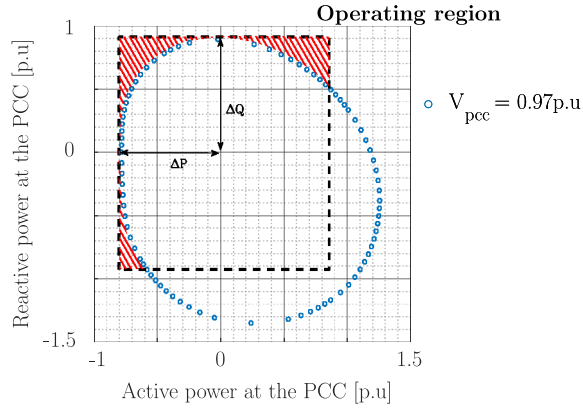 Operating region
1
Reactive power at the PCC [p.u]
ΔQ
V_pcc = 0.97p.u
0
ΔP
-1.5
-1
0
1.5
Active power at the PCC [p.u]